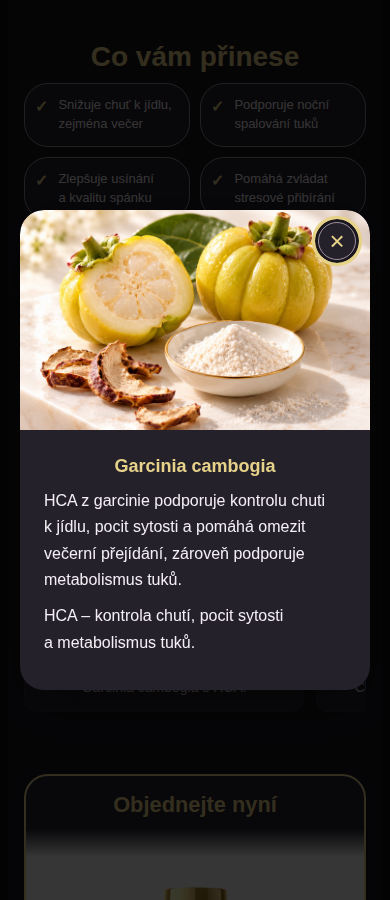 Co vám přinese
✓ Snižuje chuť k jídlu,
zejména večer
✓ Podporuje noční
spalování tuků
✓ Zlepšuje usínání
a kvalitu spánku
✓ Pomáhá zvládat
stresové přibírání
Garcinia cambogia
HCA z garcinie podporuje kontrolu chuti
k jídlu, pocit sytosti a pomáhá omezit
večerní přejídání, zároveň podporuje
metabolismus tuků.
HCA – kontrola chutí, pocit sytosti
a metabolismus tuků.
Objednejte nyní